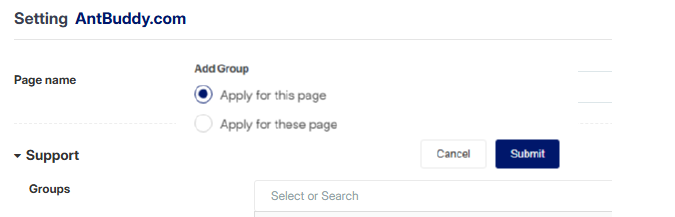 Setting AntBuddy.com
Add Group
Page name
Apply for this page
Apply for these page
Support
Cancel Submit
Groups
Select or Search